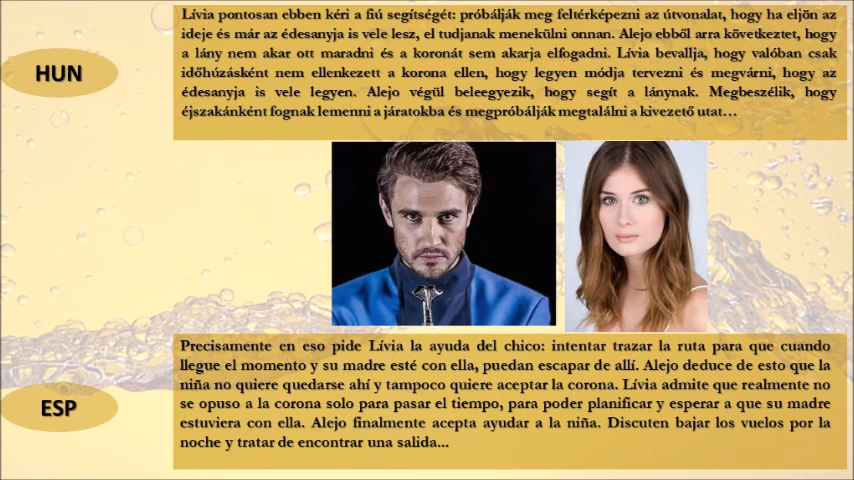 Lívia pontosan ebben kéri a fiú segítségét: próbálják meg feltérképezni az útvonalat, hogy ha eljön az
ideje és már az édesanyja is vele lesz, el tudjanak menekülni onnan. Alejo ebből arra következtet, hogy
a lány nem akar ott maradni és a koronát sem akarja elfogadni. Lívia bevallja, hogy valóban csak
időhúzásként nem ellenkezett a korona ellen, hogy legyen módja tervezni és megvárni, hogy az
édesanyja is vele legyen. Alejo végül beleegyezik, hogy segít a lánynak. Megbeszélik, hogy
éjszakánként fognak lemenni a járatokba és megpróbálják megtalálni a kivezető utat…
HUN
Precisamente en eso pide Lívia la ayuda del chico: intentar trazar la ruta para que cuando
llegue el momento y su madre esté con ella, puedan escapar de allí. Alejo deduce de esto que la
niña no quiere quedarse ahí y tampoco quiere aceptar la corona. Lívia admite que realmente no
se opuso a la corona solo para pasar el tiempo, para poder planificar y esperar a que su madre
estuviera con ella. Alejo finalmente acepta ayudar a la niña. Discuten bajar los vuelos por la
noche y tratar de encontrar una salida...
ESP